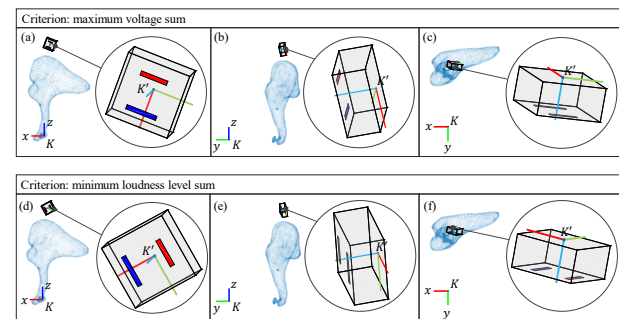 Criterion: maximum voltage sum
(a)
K'
z
x
K
(b)
K'
z
y
K
(c)
K'
x
K
y
Criterion: minimum loudness level sum
(d)
K'
z
x
K
(e)
K'
z
y
K
(f)
K'
x
K
y